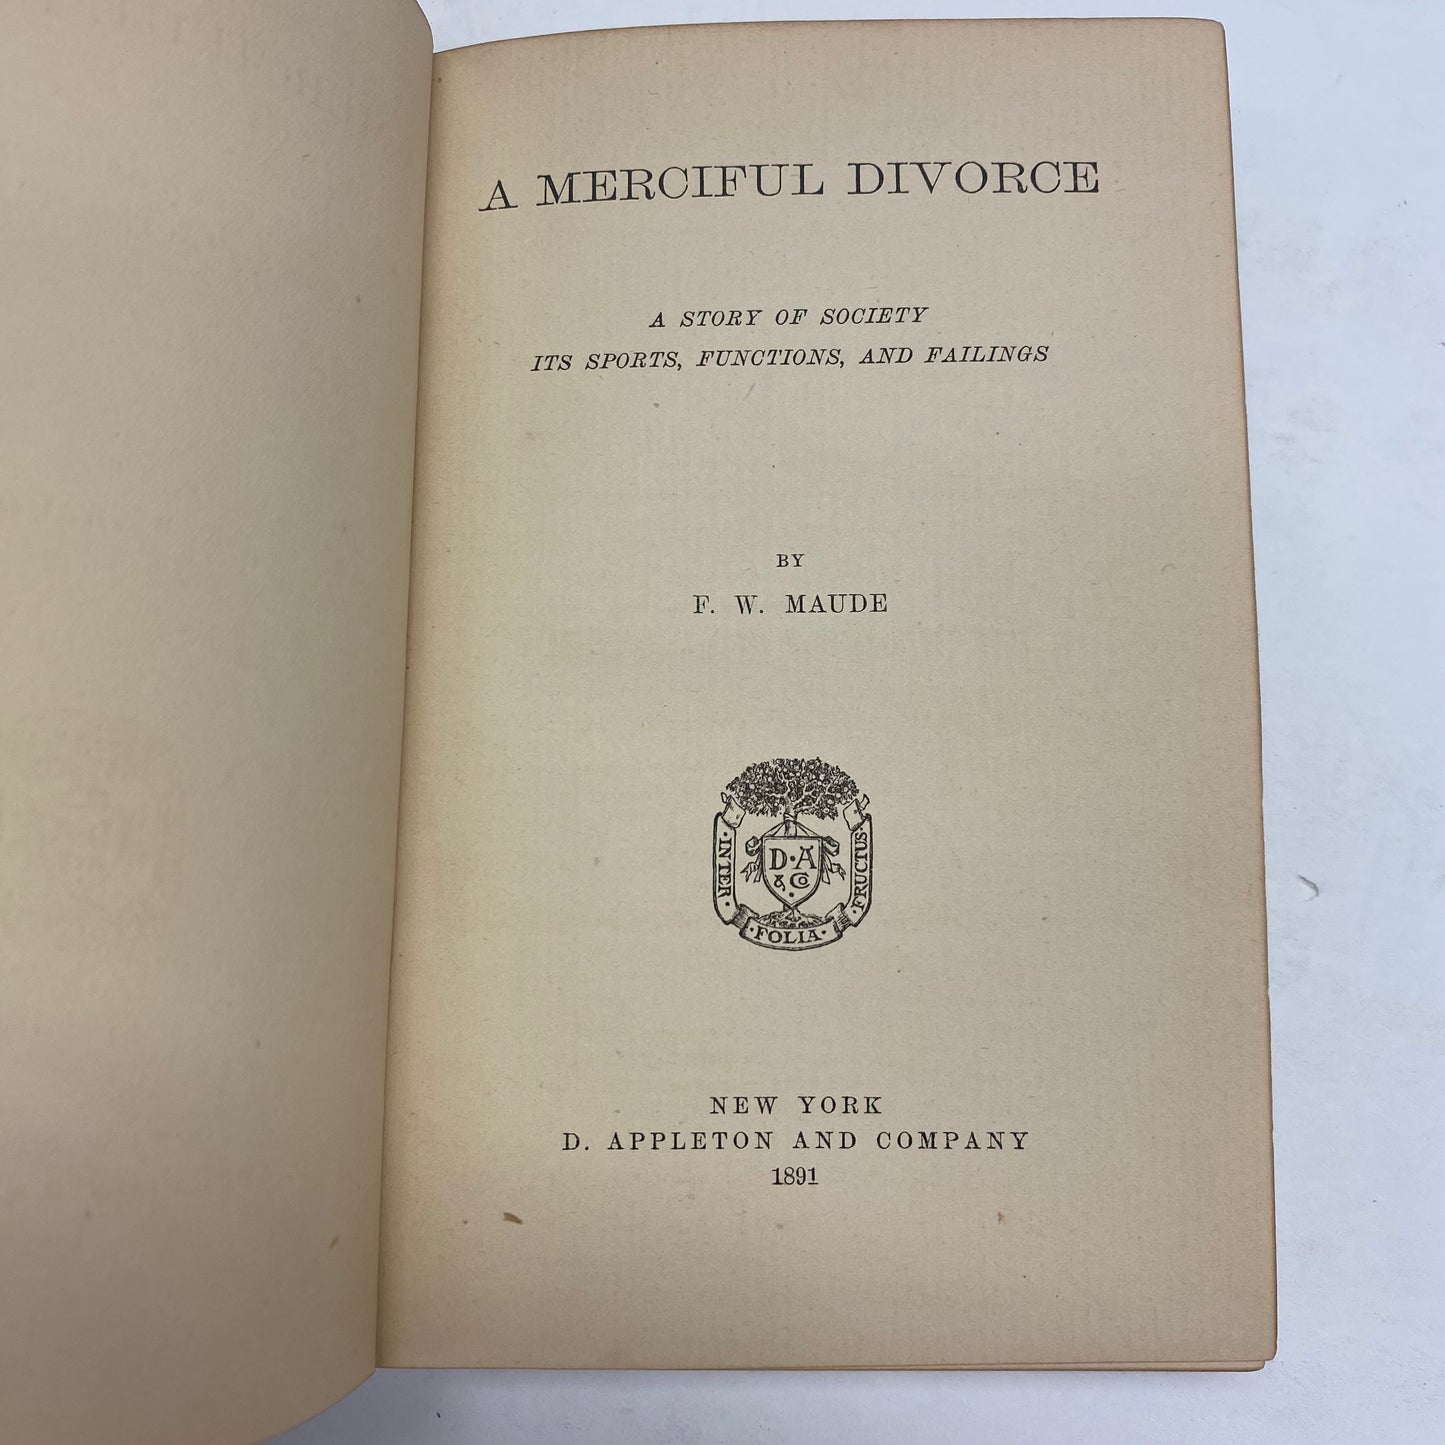 A MERCIFUL DIVORCE
A STORY OF SOCIETY
ITS SPORTS, FUNCTIONS, AND FAILINGS
BY
F. W. MAUDE
D·A
& Co
·INTER·
·FOLIA·
·FRUCTUS·
NEW YORK
D. APPLETON AND COMPANY
1891